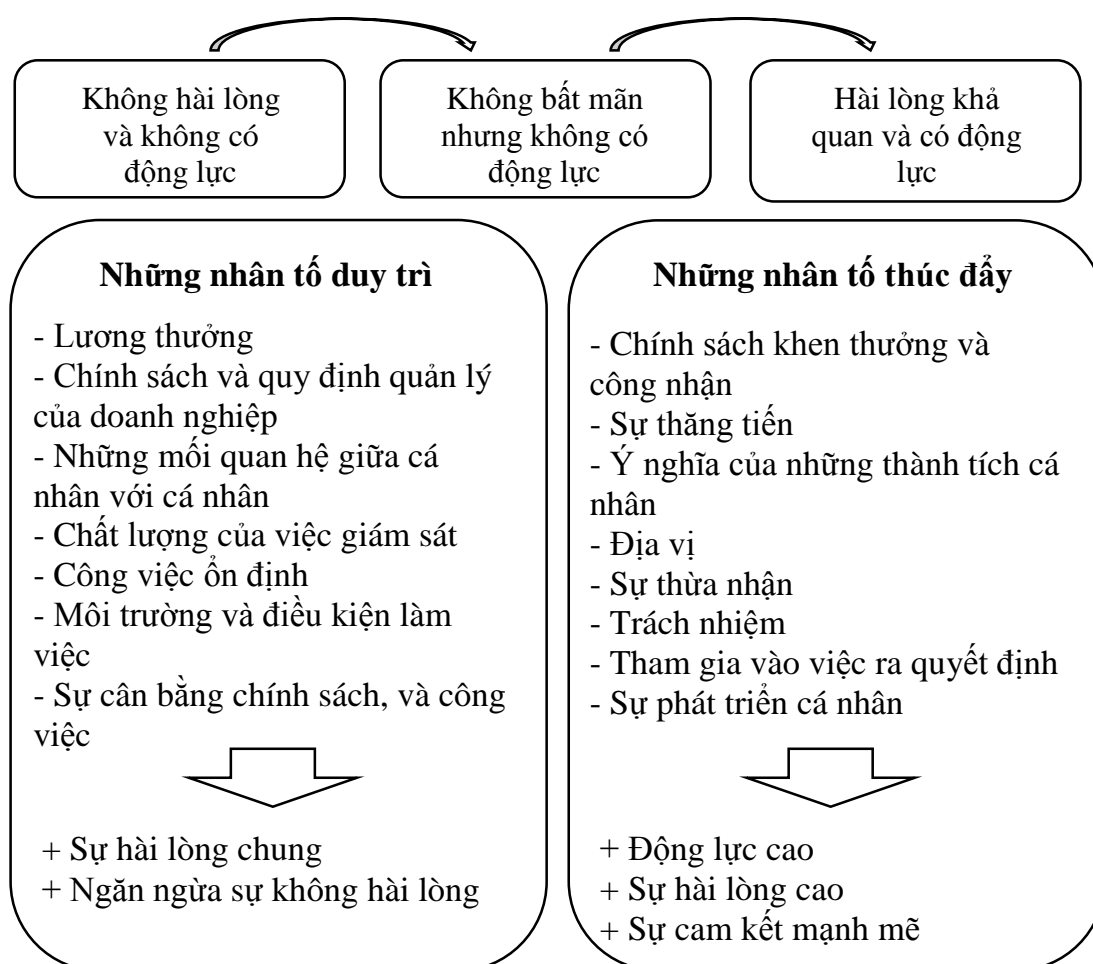 Không hài lòng
và không có
động lực
Không bất mãn
nhưng không có
động lực
Hài lòng khả
quan và có động
lực
Những nhân tố duy trì
- Lương thưởng
- Chính sách và quy định quản lý
của doanh nghiệp
- Những mối quan hệ giữa cá
nhân với cá nhân
- Chất lượng của việc giám sát
- Công việc ổn định
- Môi trường và điều kiện làm
việc
- Sự cân bằng chính sách, và công
việc
+ Sự hài lòng chung
+ Ngăn ngừa sự không hài lòng
Những nhân tố thúc đẩy
- Chính sách khen thưởng và
công nhận
- Sự thăng tiến
- Ý nghĩa của những thành tích cá
nhân
- Địa vị
- Sự thừa nhận
- Trách nhiệm
- Tham gia vào việc ra quyết định
- Sự phát triển cá nhân
+ Động lực cao
+ Sự hài lòng cao
+ Sự cam kết mạnh mẽ